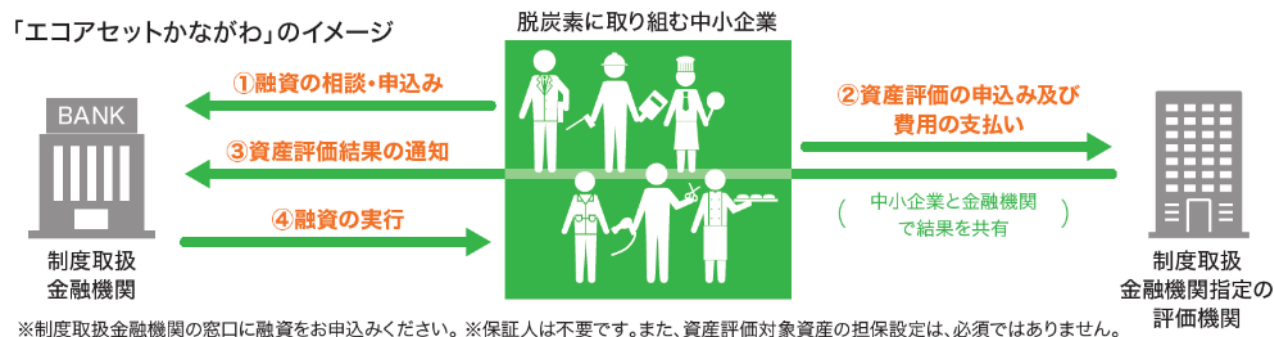 「エコアセットかながわ」のイメージ
脱炭素に取り組む中小企業
①融資の相談・申込み
BANK
②資産評価の申込み及び
費用の支払い
③資産評価結果の通知
中小企業と金融機関
で結果を共有
④融資の実行
制度取扱
金融機関
制度取扱
金融機関指定の
評価機関
※制度取扱金融機関の窓口に融資をお申込みください。※保証人は不要です。また、資産評価対象資産の担保設定は、必須ではありません。